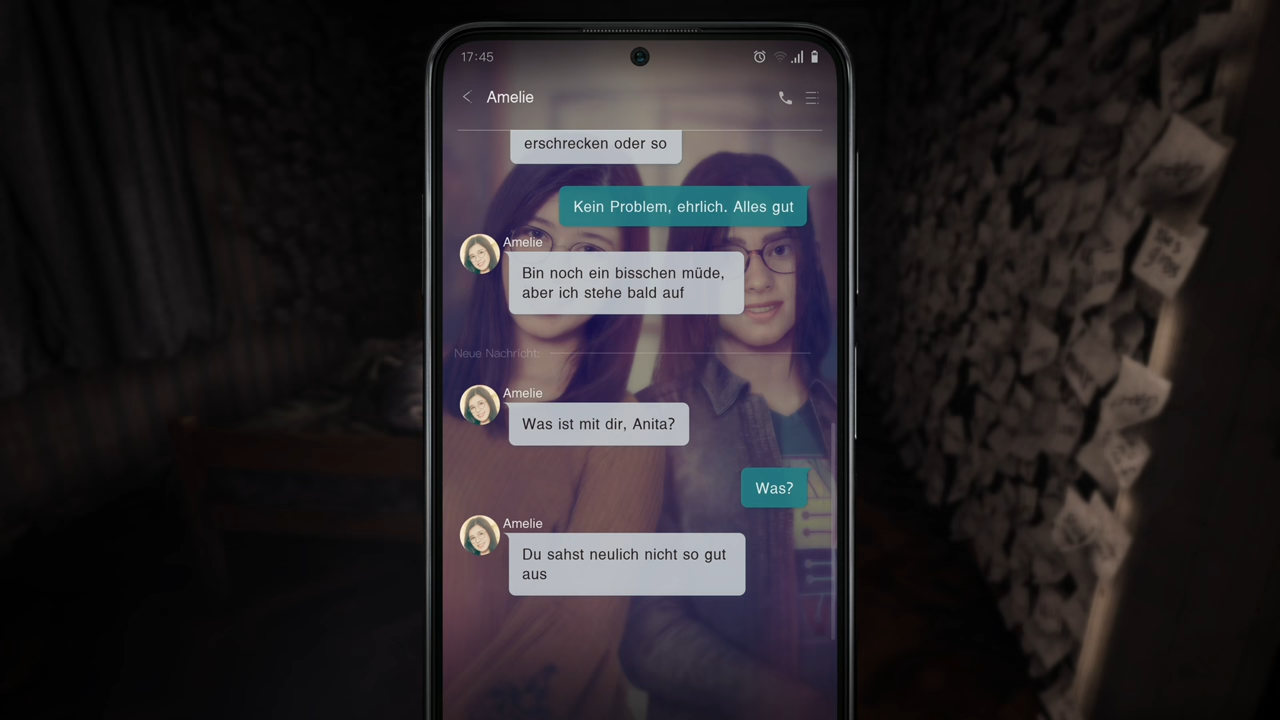 17:45
Amelie
erschrecken oder so
Kein Problem, ehrlich. Alles gut
Amelie
Bin noch ein bisschen müde,
aber ich stehe bald auf
Neue Nachricht:
Amelie
Was ist mit dir, Anita?
Was?
Amelie
Du sahst neulich nicht so gut
aus